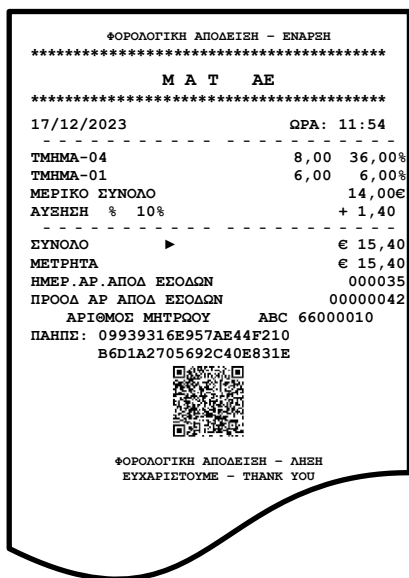 ΦΟΡΟΛΟΓΙΚΗ ΑΠΟΔΕΙΞΗ – ΕΝΑΡΞΗ
******************************************
Μ Α Τ ΑΕ
******************************************
17/12/2023 ΩΡΑ: 11:54
- - - - - - - - - - - - - - - - - - - - -
ΤΜΗΜΑ-04 8,00 36,00%
ΤΜΗΜΑ-01 6,00 6,00%
ΜΕΡΙΚΟ ΣΥΝΟΛΟ 14,00€
ΑΥΞΗΣΗ % 10% + 1,40
- - - - - - - - - - - - - - - - - - - - -
ΣΥΝΟΛΟ ► € 15,40
ΜΕΤΡΗΤΑ € 15,40
ΗΜΕΡ.ΑΡ.ΑΠΟΔ ΕΣΟΔΩΝ 000035
ΠΡΟΟΔ ΑΡ ΑΠΟΔ ΕΣΟΔΩΝ 00000042
ΑΡΙΘΜΟΣ ΜΗΤΡΩΟΥ ABC 66000010
ΠΑΗΠΣ: 09939316E957AE44F210
B6D1A2705692C40E831E
ΦΟΡΟΛΟΓΙΚΗ ΑΠΟΔΕΙΞΗ – ΛΗΞΗ
ΕΥΧΑΡΙΣΤΟΥΜΕ – THANK YOU